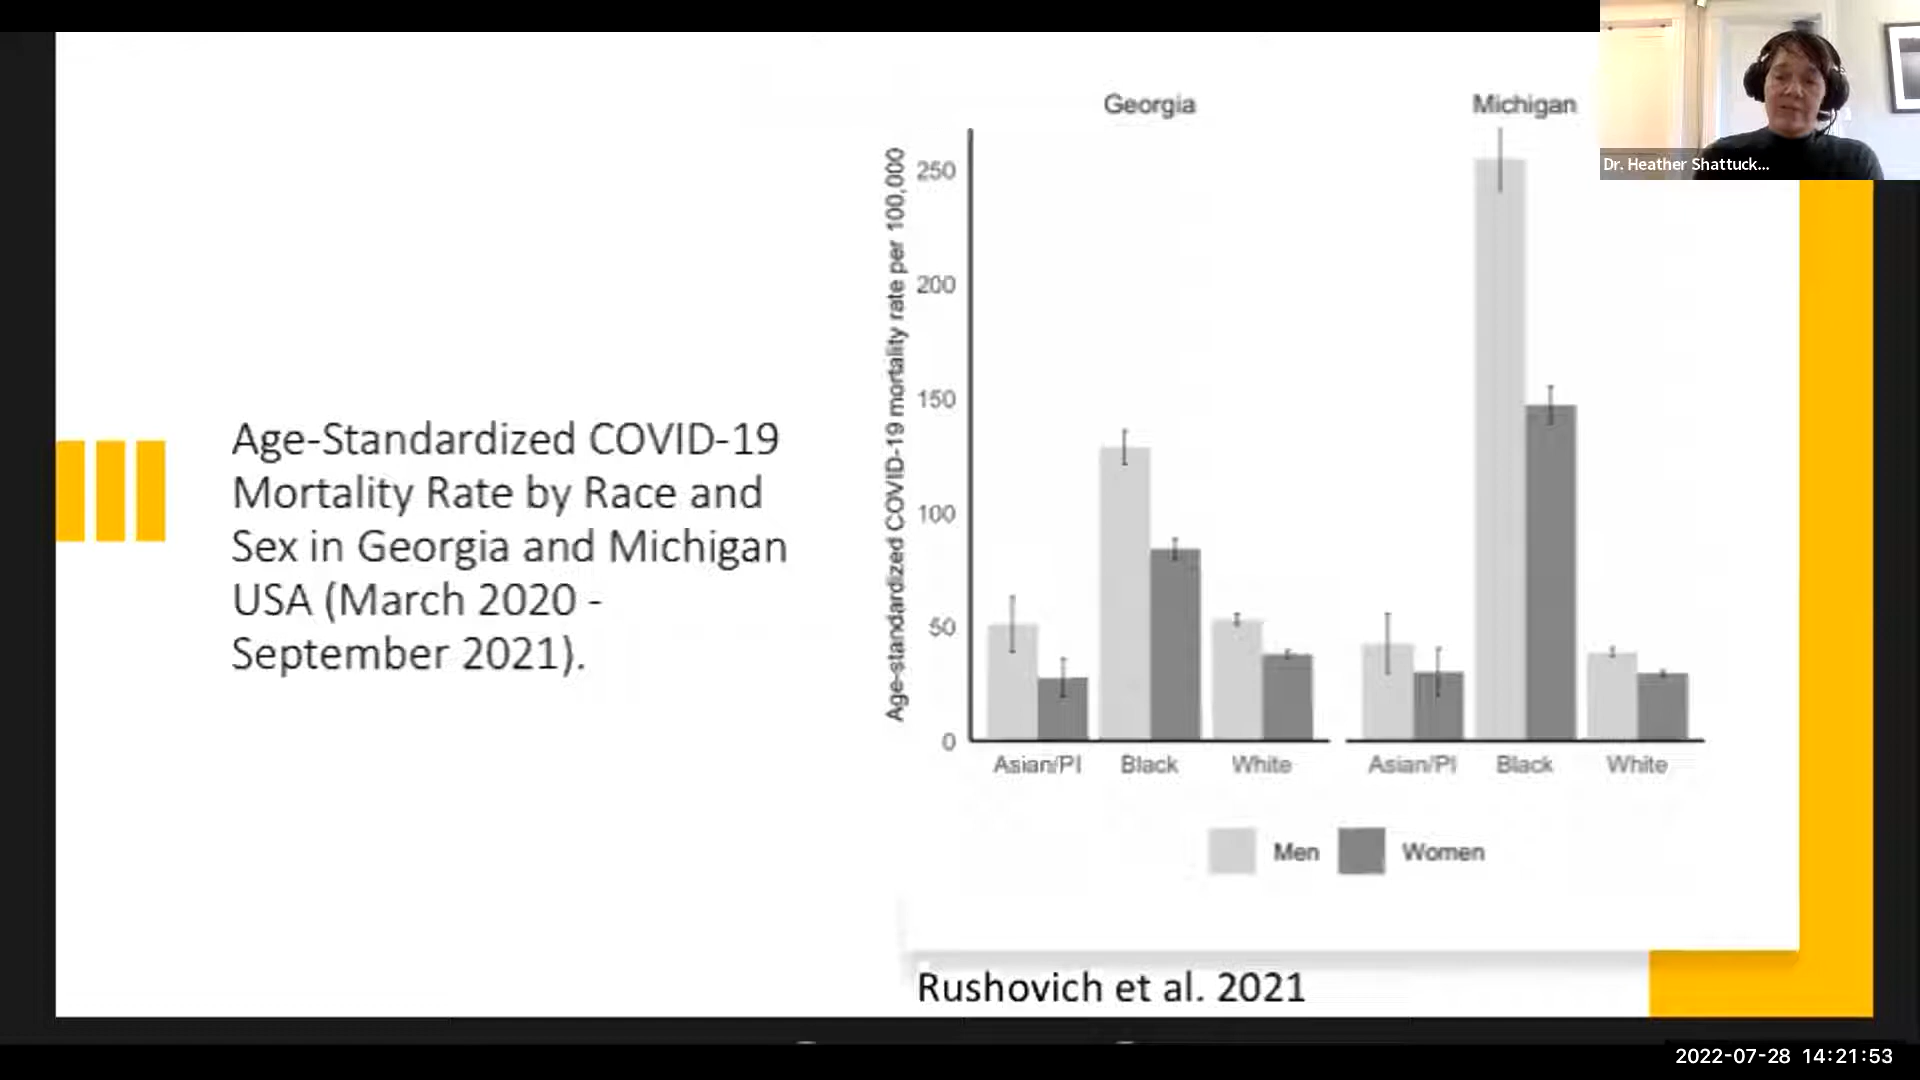 Dr. Heather Shattuck...
Age-Standardized COVID-19
Mortality Rate by Race and
Sex in Georgia and Michigan
USA (March 2020 -
September 2021).
Georgia
Michigan
Age-standardized COVID-19 mortality rate per 100,000
250
200
150
100
50
0
Asian/PI Black White Asian/PI Black White
Men Women
Rushovich et al. 2021
2022-07-28 14:21:53